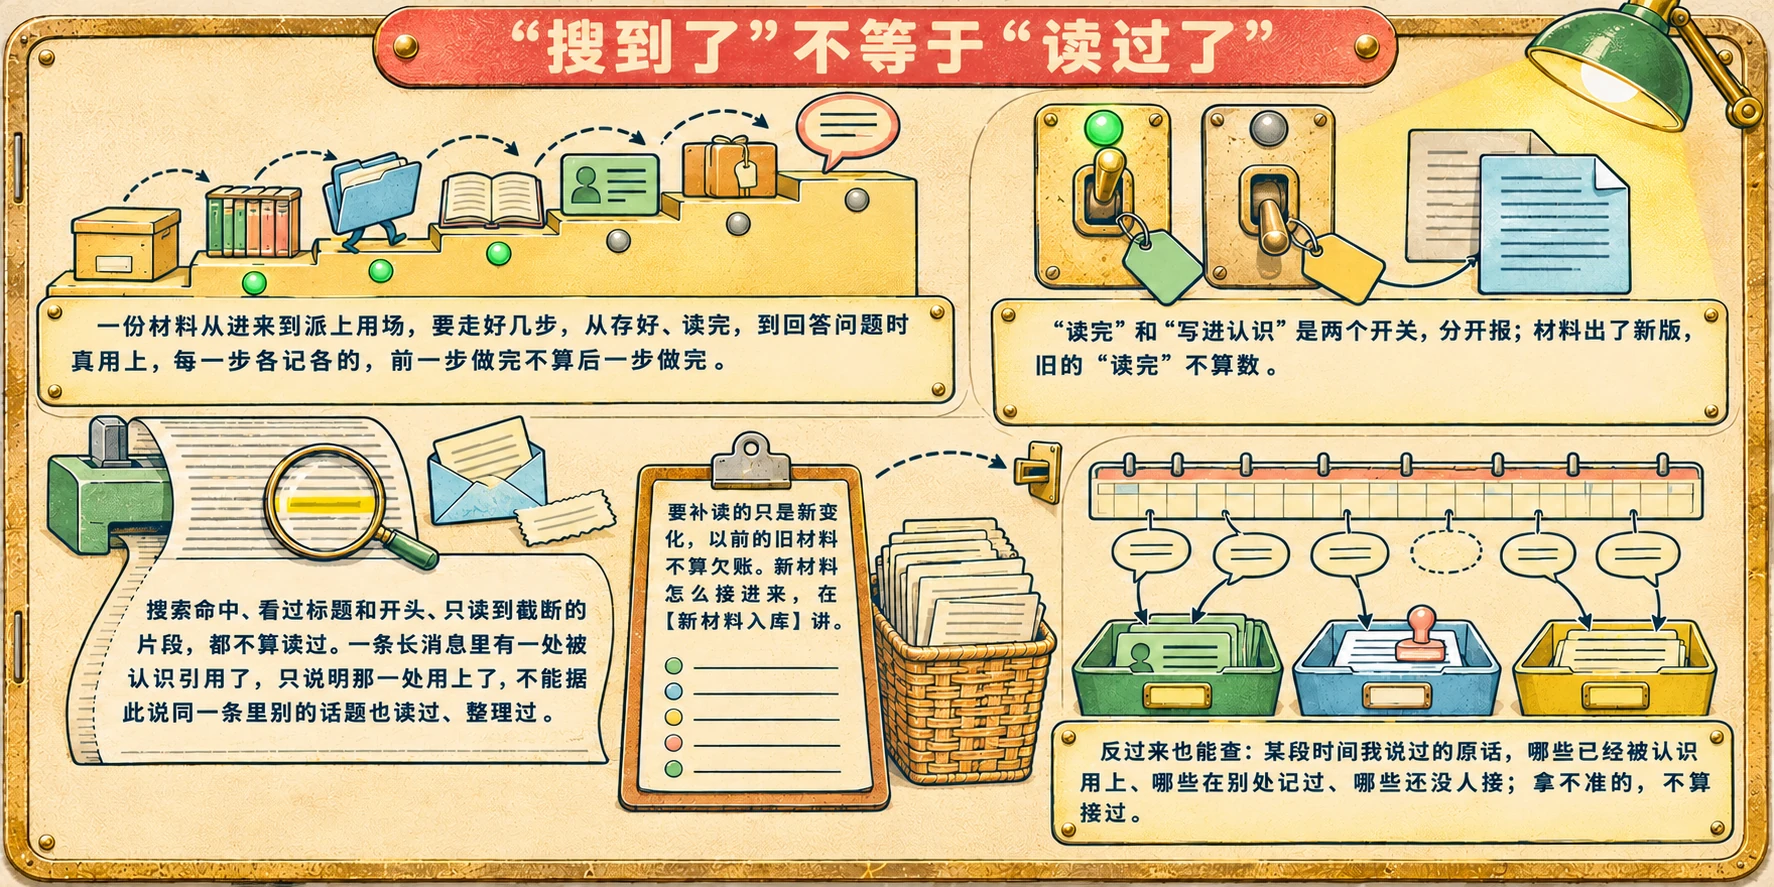 “搜到了”不等于“读过了”
一份材料从进来到派上用场，要走好几步，从存好、读完，到回答问题时
真用上，每一步各记各的，前一步做完不算后一步做完。
“读完”和“写进认识”是两个开关，分开报；材料出了新版，
旧的“读完”不算数。
搜索命中、看过标题和开头、只读到截断的
片段，都不算读过。一条长消息里有一处被
认识引用了，只说明那一处用上了，不能据
此说同一条里别的话题也读过、整理过。
要补读的只是新变
化，以前的旧材料
不算欠账。新材料
怎么接进来，在
【新材料入库】讲。
反过来也能查：某段时间我说过的原话，哪些已经被认识
用上、哪些在别处记过、哪些还没人接；拿不准的，不算
接过。